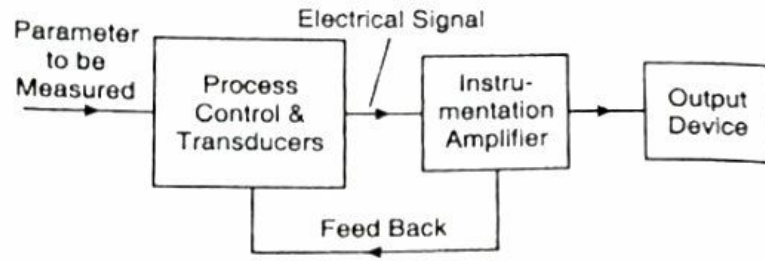 Electrical Signal
Parameter
to be
Measured
Process
Control &
Transducers
Instru-
mentation
Amplifier
Output
Device
Feed Back